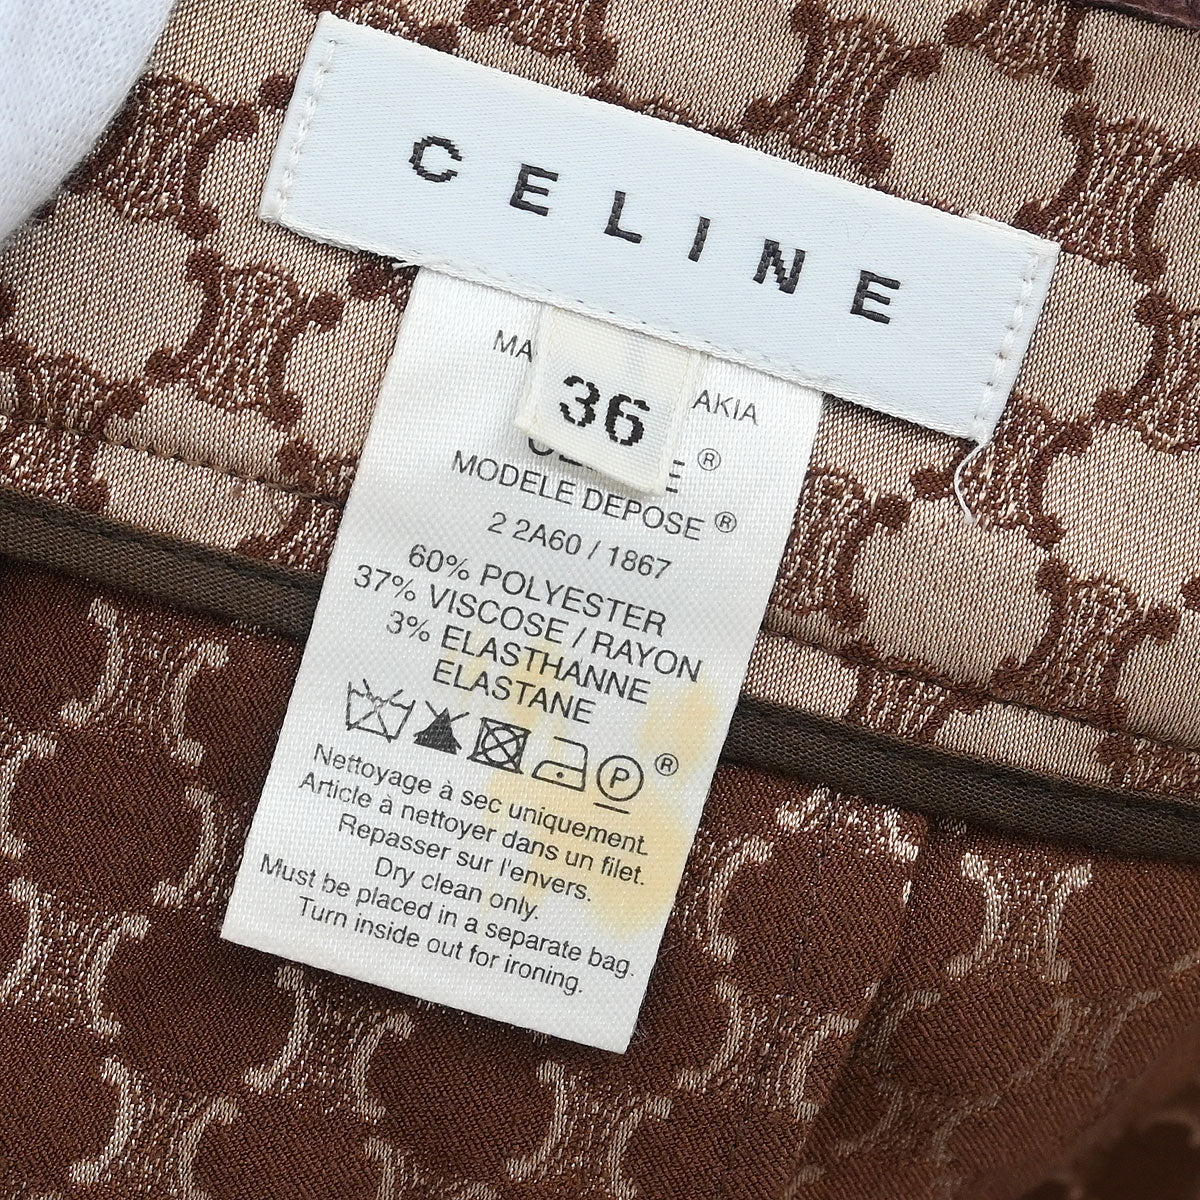 CELINE
36
MA AKIA
MODELE DEPOSE ®
2 2A60 / 1867
60% POLYESTER
37% VISCOSE / RAYON
3% ELASTHANNE
ELASTANE
P ®
Nettoyage à sec uniquement.
Article à nettoyer dans un filet.
Repasser sur l'envers.
Dry clean only.
Must be placed in a separate bag.
Turn inside out for ironing.